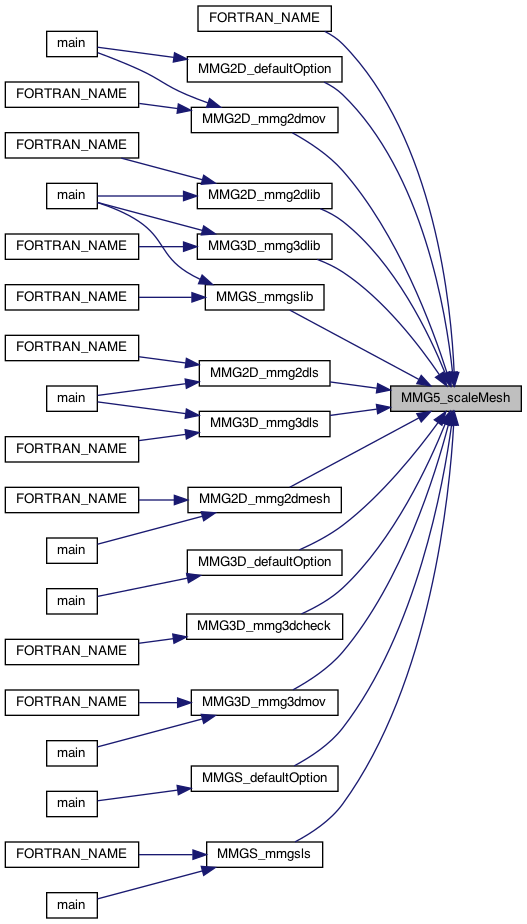 FORTRAN_NAME
main
MMG2D_defaultOption
FORTRAN_NAME
MMG2D_mmg2dmov
FORTRAN_NAME
main
MMG2D_mmg2dlib
FORTRAN_NAME
MMG3D_mmg3dlib
FORTRAN_NAME
MMGS_mmgslib
FORTRAN_NAME
MMG2D_mmg2dls
main
MMG5_scaleMesh
MMG3D_mmg3dls
FORTRAN_NAME
FORTRAN_NAME
MMG2D_mmg2dmesh
main
MMG3D_defaultOption
main
MMG3D_mmg3dcheck
FORTRAN_NAME
FORTRAN_NAME
MMG3D_mmg3dmov
main
MMGS_defaultOption
main
FORTRAN_NAME
MMGS_mmgsls
main